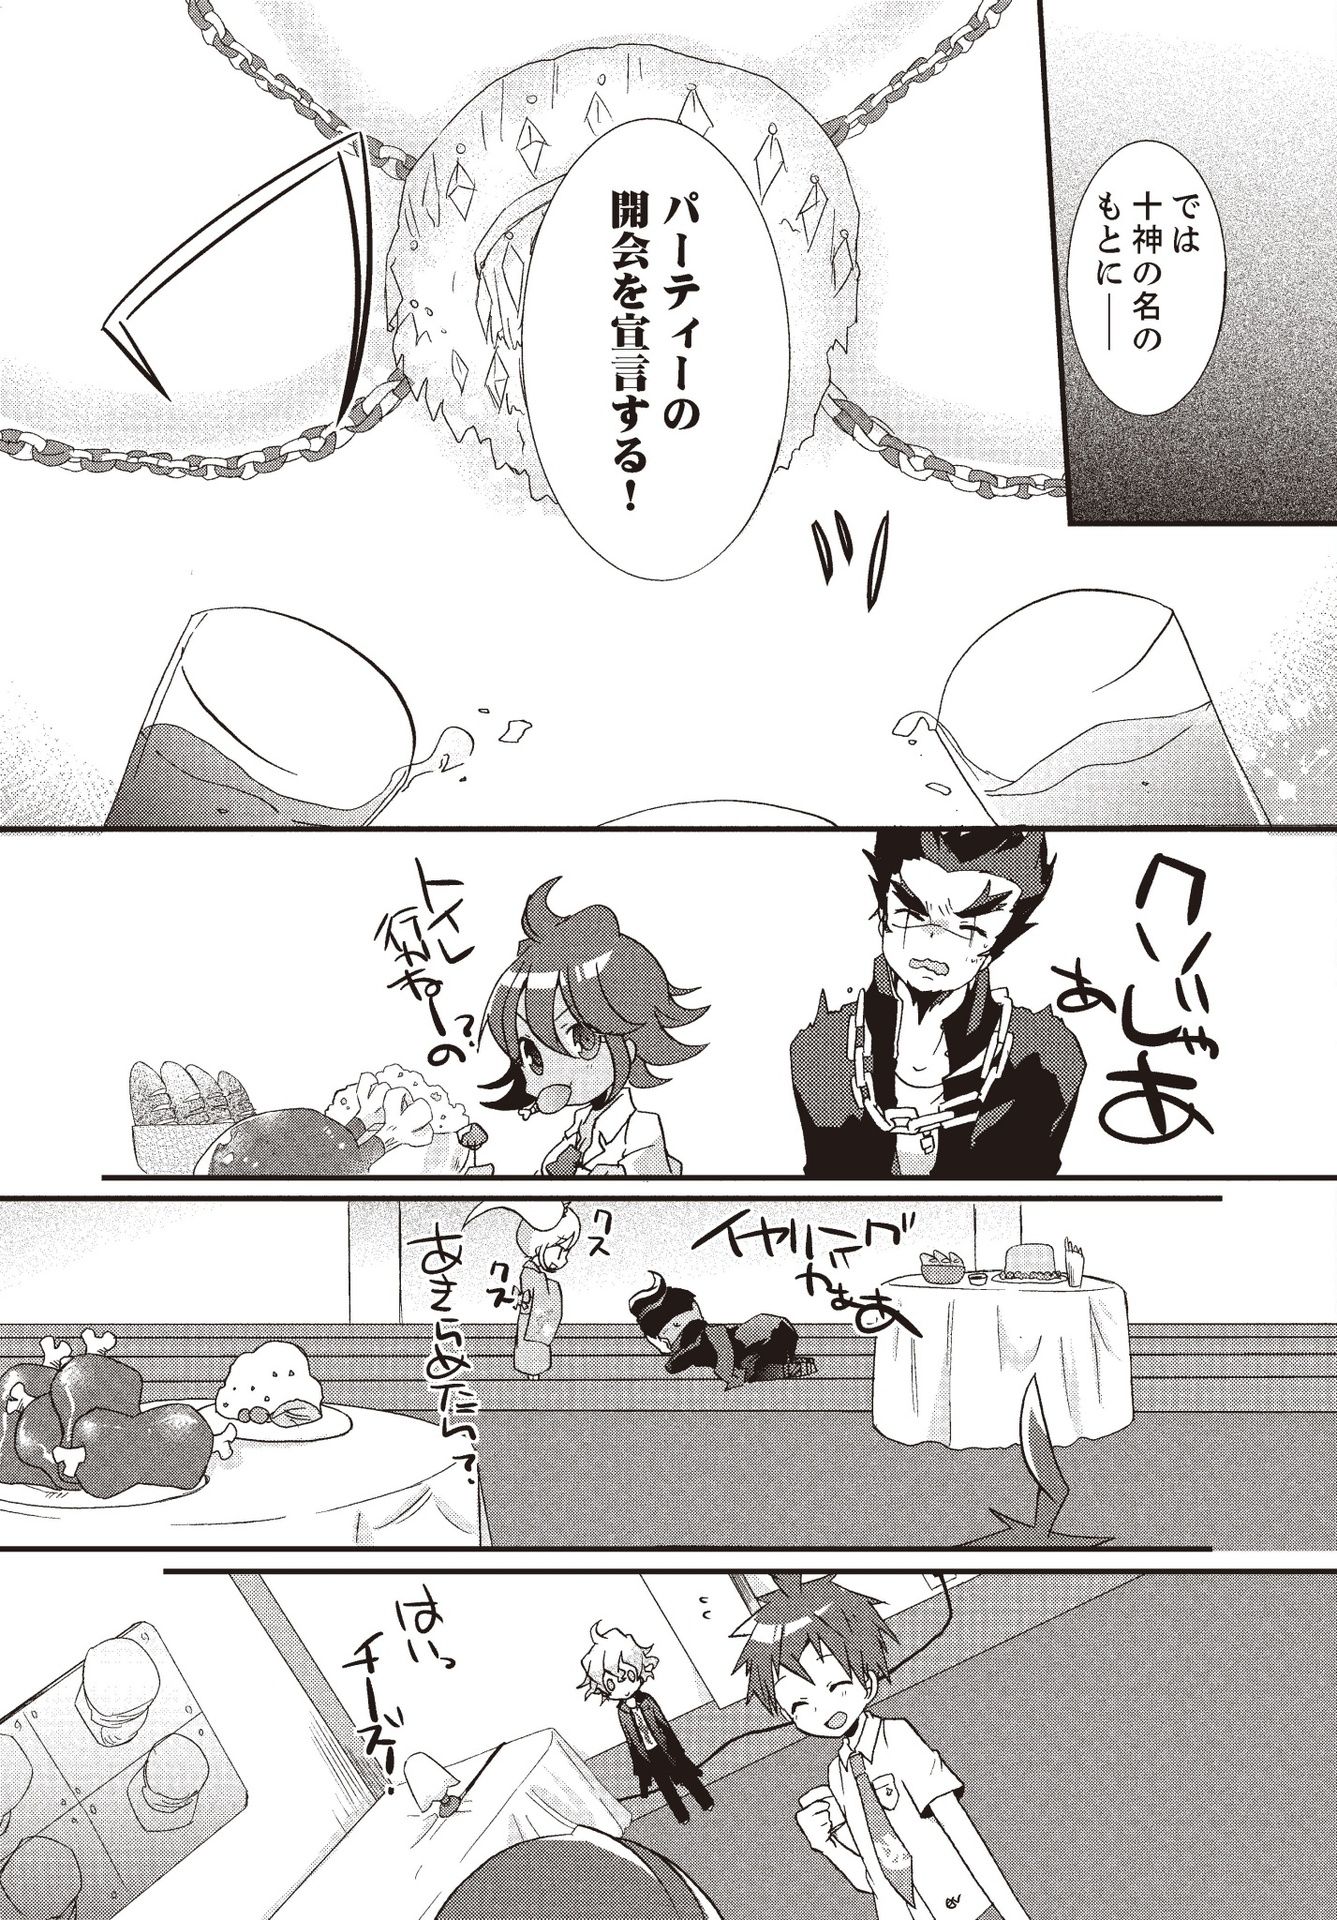 では
十神の名の
もとに──
パーティーの
開会を宣言する！
クソじゃあ
あ
トイレ
行かねーの？
イヤリングがぁぁ
クス
クス
あきらめたら？
はいっ
チーズ！